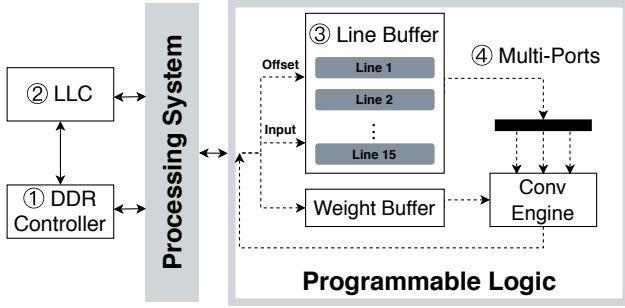 ② LLC
① DDR
Controller
Processing System
③ Line Buffer
Offset
Line 1
Line 2
⋮
Input
Line 15
④ Multi-Ports
Weight Buffer
Conv
Engine
Programmable Logic